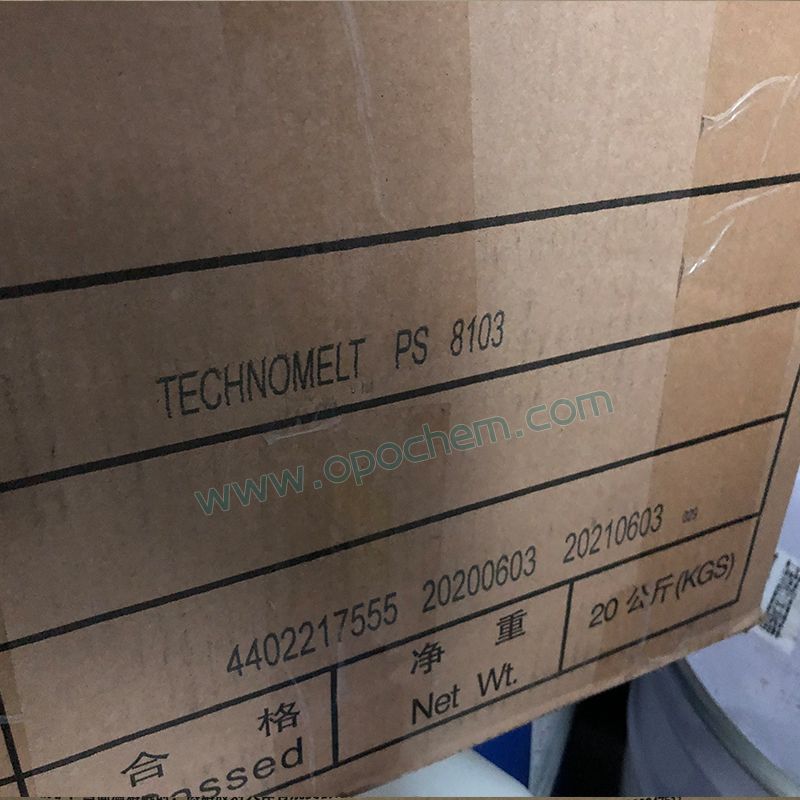 TECHNOMELT PS 8103
www.opochem.com
4402217555 20200603 20210603
净 重 20 公斤(KGS)
Net Wt.
合 格
Passed